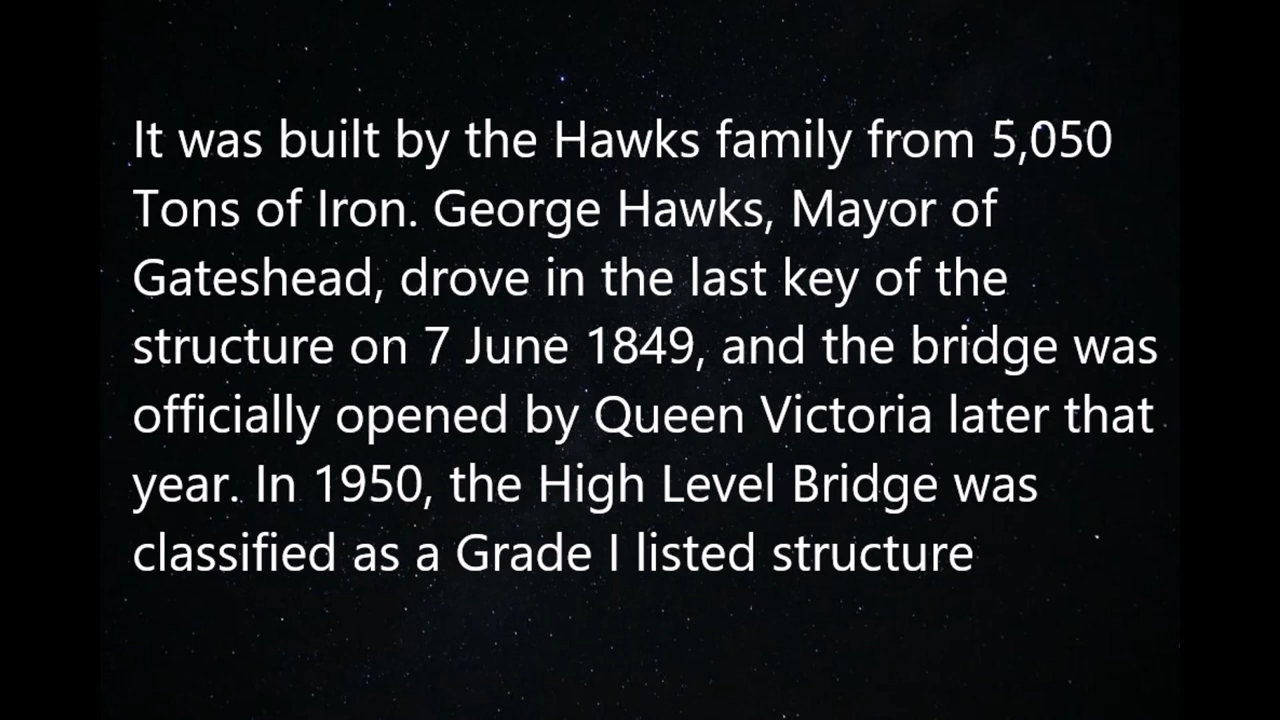 It was built by the Hawks family from 5,050
Tons of Iron. George Hawks, Mayor of
Gateshead, drove in the last key of the
structure on 7 June 1849, and the bridge was
officially opened by Queen Victoria later that
year. In 1950, the High Level Bridge was
classified as a Grade I listed structure